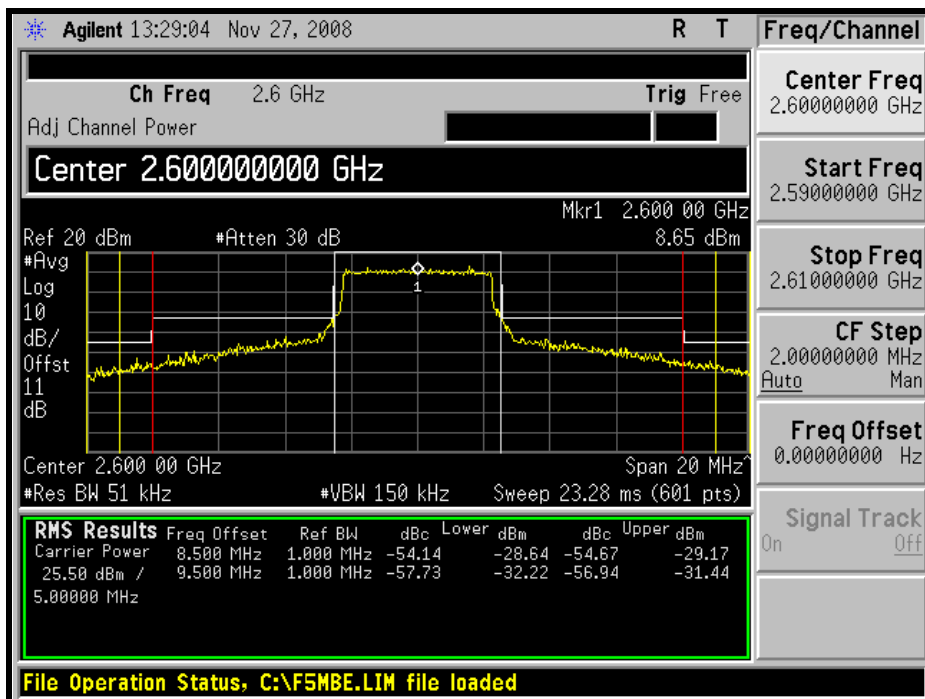 Agilent 13:29:04 Nov 27, 2008 R T
Ch Freq 2.6 GHz Trig Free
Adj Channel Power
Center 2.600000000 GHz
Mkr1 2.600 00 GHz
Ref 20 dBm #Atten 30 dB 8.65 dBm
#Avg
Log
10
dB/
Offst
11
dB
1
Center 2.600 00 GHz Span 20 MHz^
#Res BW 51 kHz #VBW 150 kHz Sweep 23.28 ms (601 pts)
RMS Results Freq Offset Ref BW dBc Lower dBm dBc Upper dBm
Carrier Power 8.500 MHz 1.000 MHz -54.14 -28.64 -54.67 -29.17
25.50 dBm / 9.500 MHz 1.000 MHz -57.73 -32.22 -56.94 -31.44
5.00000 MHz
File Operation Status, C:\F5MBE.LIM file loaded
Freq/Channel
Center Freq
2.60000000 GHz
Start Freq
2.59000000 GHz
Stop Freq
2.61000000 GHz
CF Step
2.00000000 MHz
Auto Man
Freq Offset
0.00000000 Hz
Signal Track
On Off